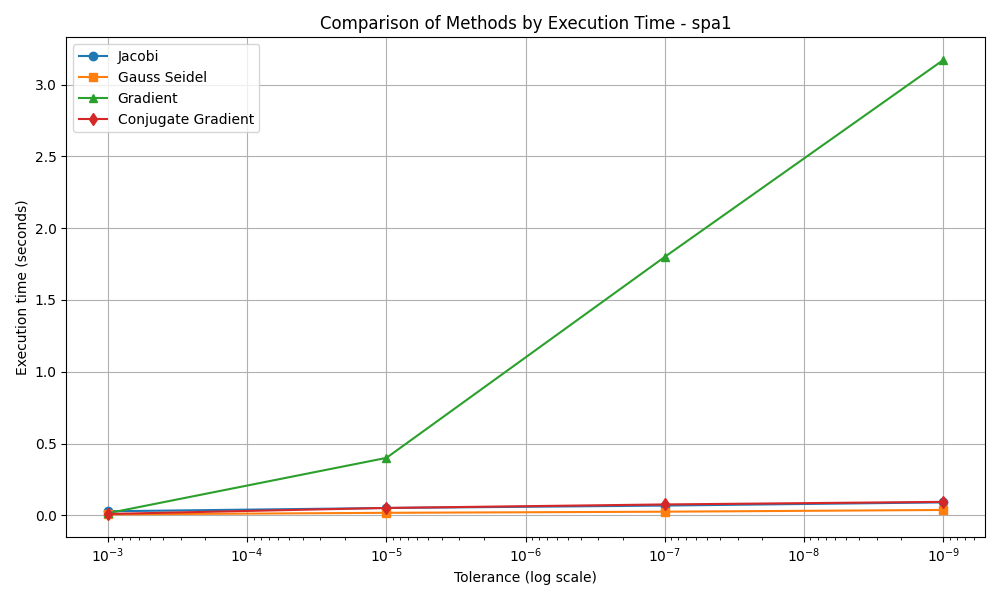 Comparison of Methods by Execution Time - spa1
Jacobi
Gauss Seidel
Gradient
Conjugate Gradient
Execution time (seconds)
3.0
2.5
2.0
1.5
1.0
0.5
0.0
10⁻³ 10⁻⁴ 10⁻⁵ 10⁻⁶ 10⁻⁷ 10⁻⁸ 10⁻⁹
Tolerance (log scale)